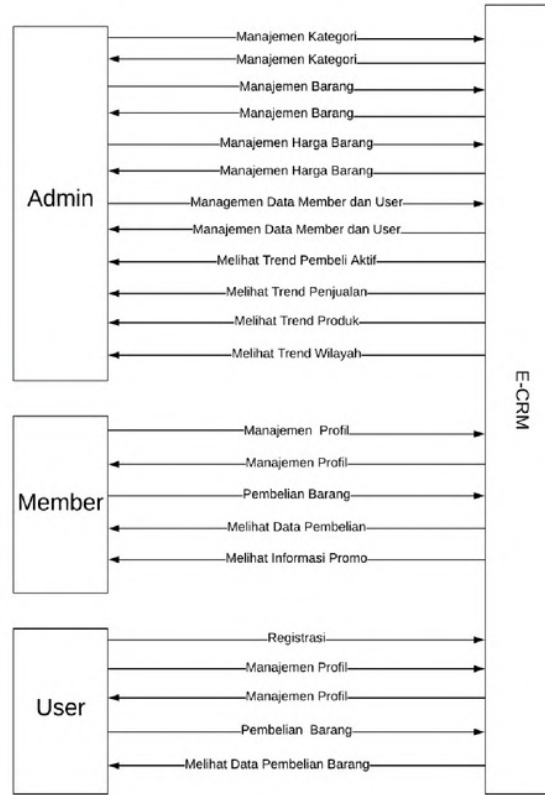 Manajemen Kategori
Manajemen Kategori
Manajemen Barang
Manajemen Barang
Manajemen Harga Barang
Manajemen Harga Barang
Admin
Managemen Data Member dan User
Manajemen Data Member dan User
Melihat Trend Pembeli Aktif
Melihat Trend Penjualan
Melihat Trend Produk
Melihat Trend Wilayah
E-CRM
Manajemen Profil
Manajemen Profil
Member
Pembelian Barang
Melihat Data Pembelian
Melihat Informasi Promo
Registrasi
Manajemen Profil
Manajemen Profil
User
Pembelian Barang
Melihat Data Pembelian Barang